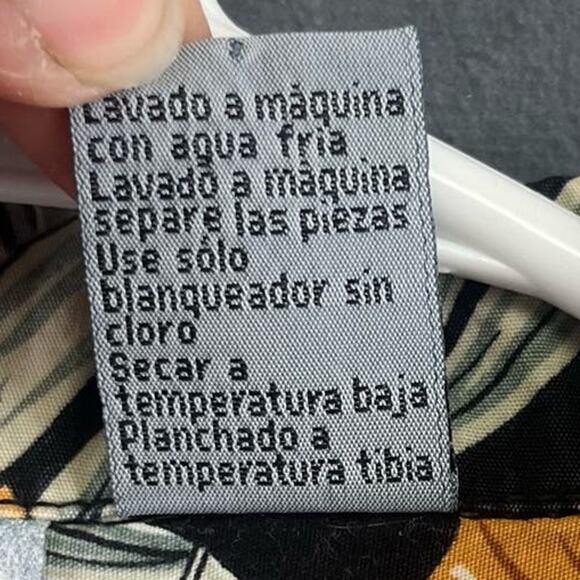 Lavado a máquina
con agua fria
Lavado a máquina
separe las piezas
Use sólo
blanqueador sin
cloro
Secar a
temperatura baja
Planchado a
temperatura tibia